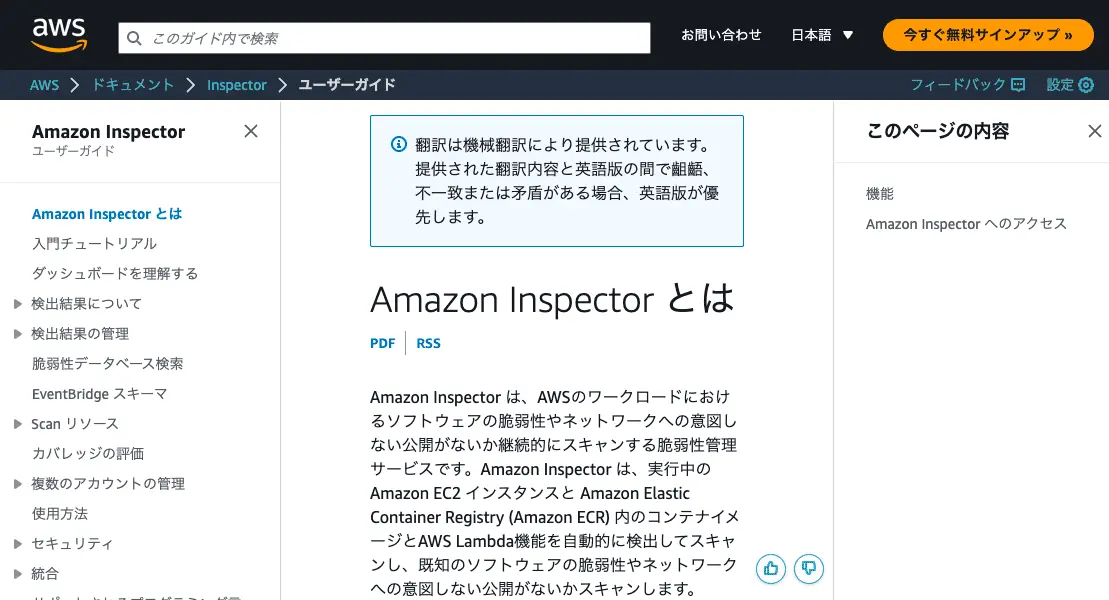 aws
このガイド内で検索
お問い合わせ
日本語
今すぐ無料サインアップ »
AWS
ドキュメント
Inspector
ユーザーガイド
フィードバック
設定
Amazon Inspector
ユーザーガイド
Amazon Inspector とは
入門チュートリアル
ダッシュボードを理解する
検出結果について
検出結果の管理
脆弱性データベース検索
EventBridge スキーマ
Scan リソース
カバレッジの評価
複数のアカウントの管理
使用方法
セキュリティ
統合
翻訳は機械翻訳により提供されています。
提供された翻訳内容と英語版の間で齟齬、
不一致または矛盾がある場合、英語版が優
先します。
Amazon Inspector とは
PDF
RSS
Amazon Inspector は、AWSのワークロードにおけ
るソフトウェアの脆弱性やネットワークへの意図し
ない公開がないか継続的にスキャンする脆弱性管理
サービスです。Amazon Inspector は、実行中の
Amazon EC2 インスタンスと Amazon Elastic
Container Registry (Amazon ECR) 内のコンテナイメ
ージとAWS Lambda機能を自動的に検出してスキャ
ンし、既知のソフトウェアの脆弱性やネットワーク
への意図しない公開がないかスキャンします。
このページの内容
機能
Amazon Inspector へのアクセス